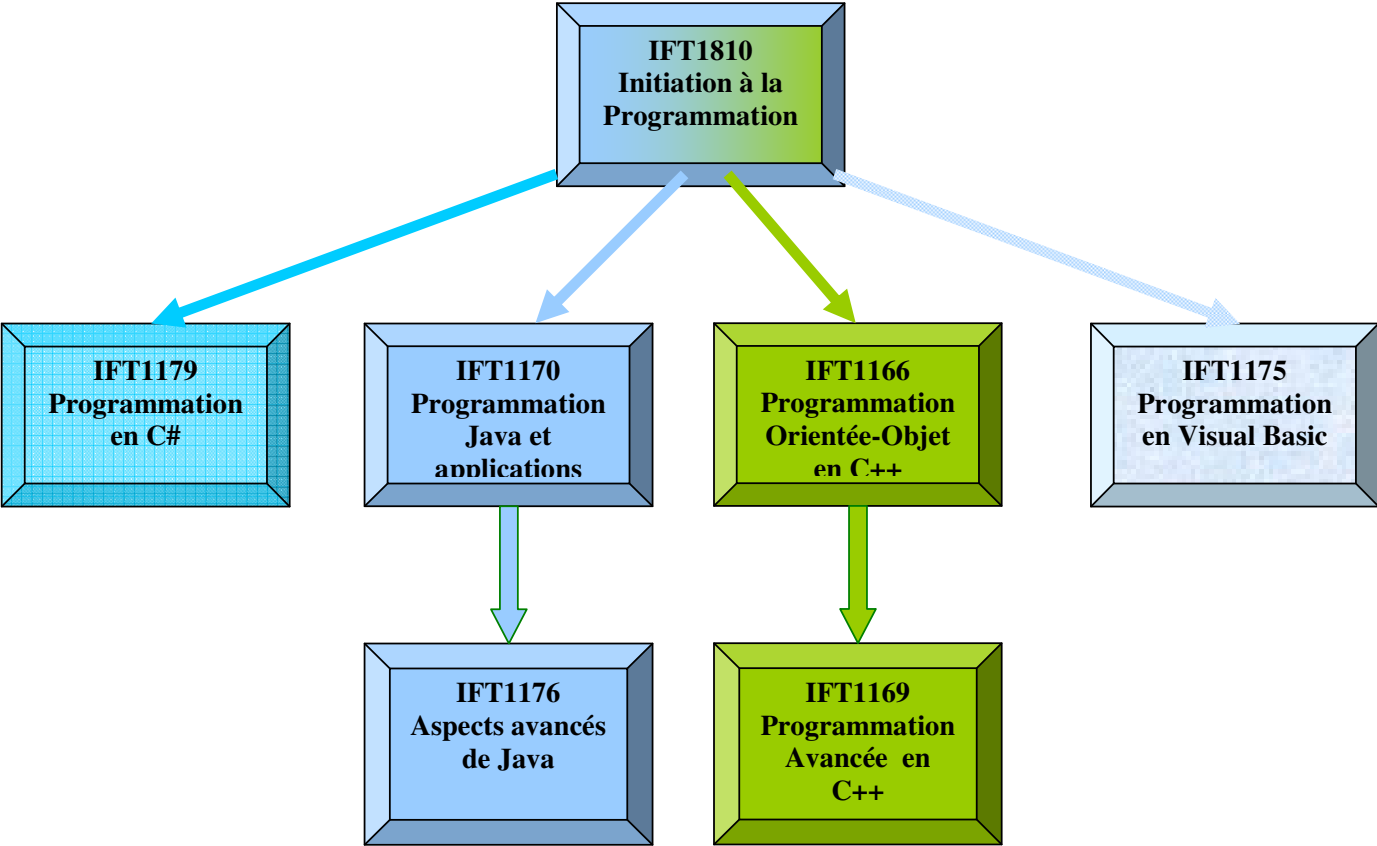 IFT1810
Initiation à la
Programmation
IFT1179
Programmation
en C#
IFT1170
Programmation
Java et
applications
IFT1166
Programmation
Orientée-Objet
en C++
IFT1175
Programmation
en Visual Basic
IFT1176
Aspects avancés
de Java
IFT1169
Programmation
Avancée en
C++